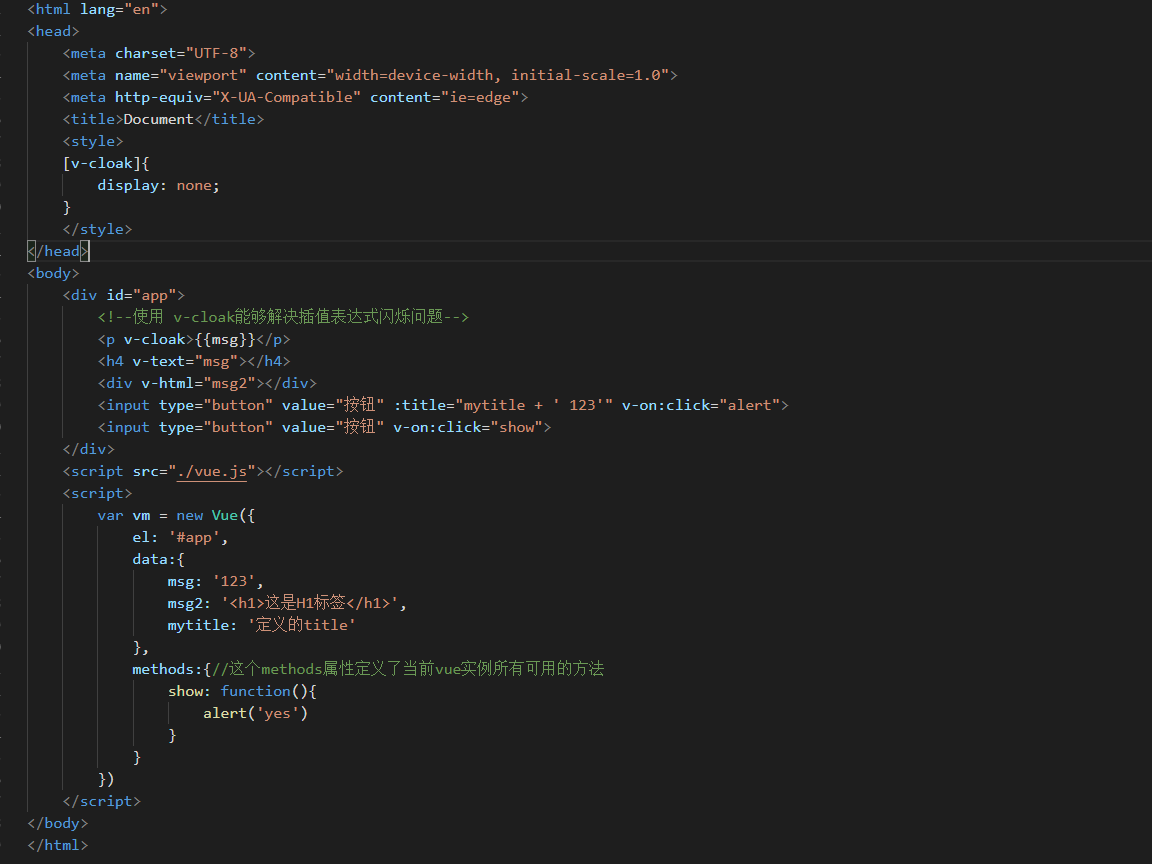 <html lang="en">
<head>
    <meta charset="UTF-8">
    <meta name="viewport" content="width=device-width, initial-scale=1.0">
    <meta http-equiv="X-UA-Compatible" content="ie=edge">
    <title>Document</title>
    <style>
    [v-cloak]{
        display: none;
    }
    </style>
</head>
<body>
    <div id="app">
        <!--使用 v-cloak能够解决插值表达式闪烁问题-->
        <p v-cloak>{{msg}}</p>
        <h4 v-text="msg"></h4>
        <div v-html="msg2"></div>
        <input type="button" value="按钮" :title="mytitle + ' 123'" v-on:click="alert">
        <input type="button" value="按钮" v-on:click="show">
    </div>
    <script src="./vue.js"></script>
    <script>
        var vm = new Vue({
            el: '#app',
            data:{
                msg: '123',
                msg2: '<h1>这是H1标签</h1>',
                mytitle: '定义的title'
            },
            methods:{//这个methods属性定义了当前vue实例所有可用的方法
                show: function(){
                    alert('yes')
                }
            }
        })
    </script>
</body>
</html>